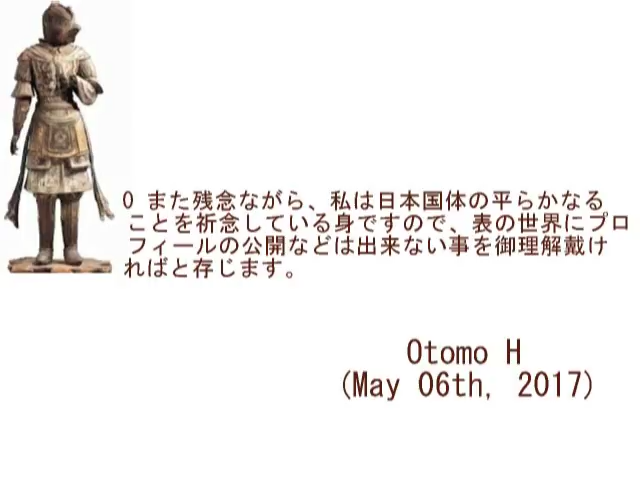 0 また残念ながら、私は日本国体の平らかなる
ことを祈念している身ですので、表の世界にプロ
フィールの公開などは出来ない事を御理解戴け
ればと存じます。
Otomo H
(May 06th, 2017)